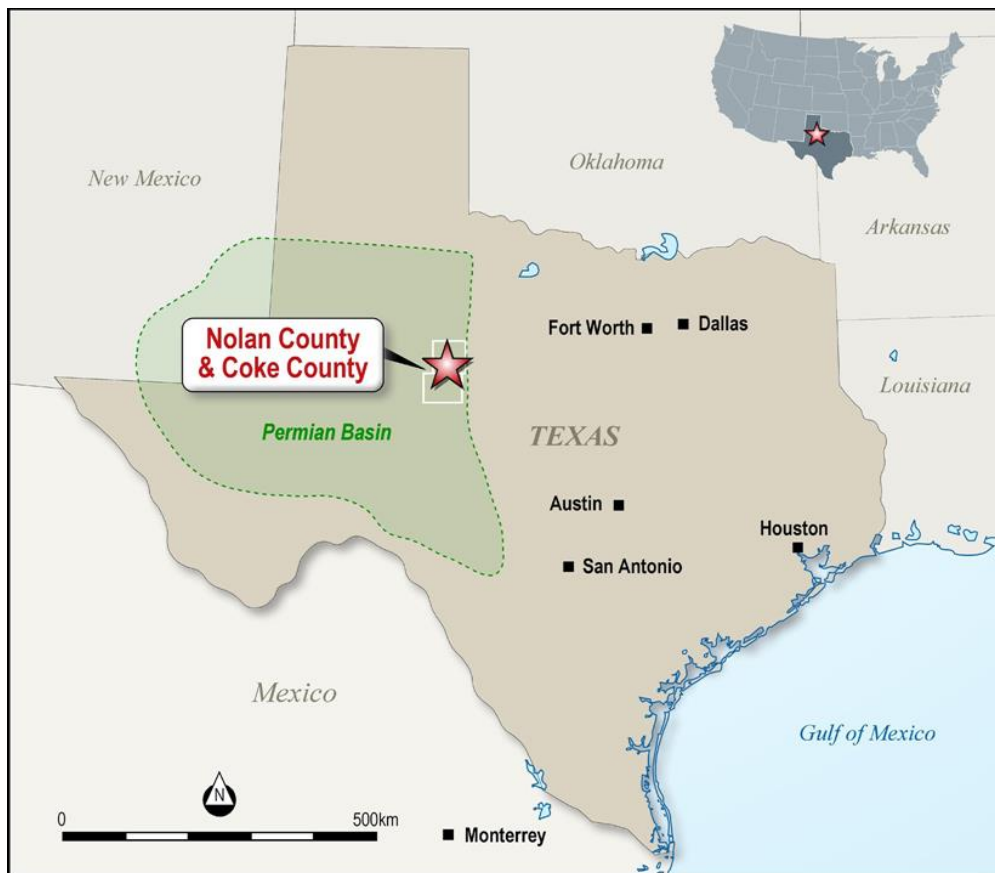 Oklahoma
New Mexico
Arkansas
Nolan County
& Coke County
Fort Worth
Dallas
Louisiana
Permian Basin
TEXAS
Austin
Houston
San Antonio
Mexico
Gulf of Mexico
N
0
500km
Monterrey